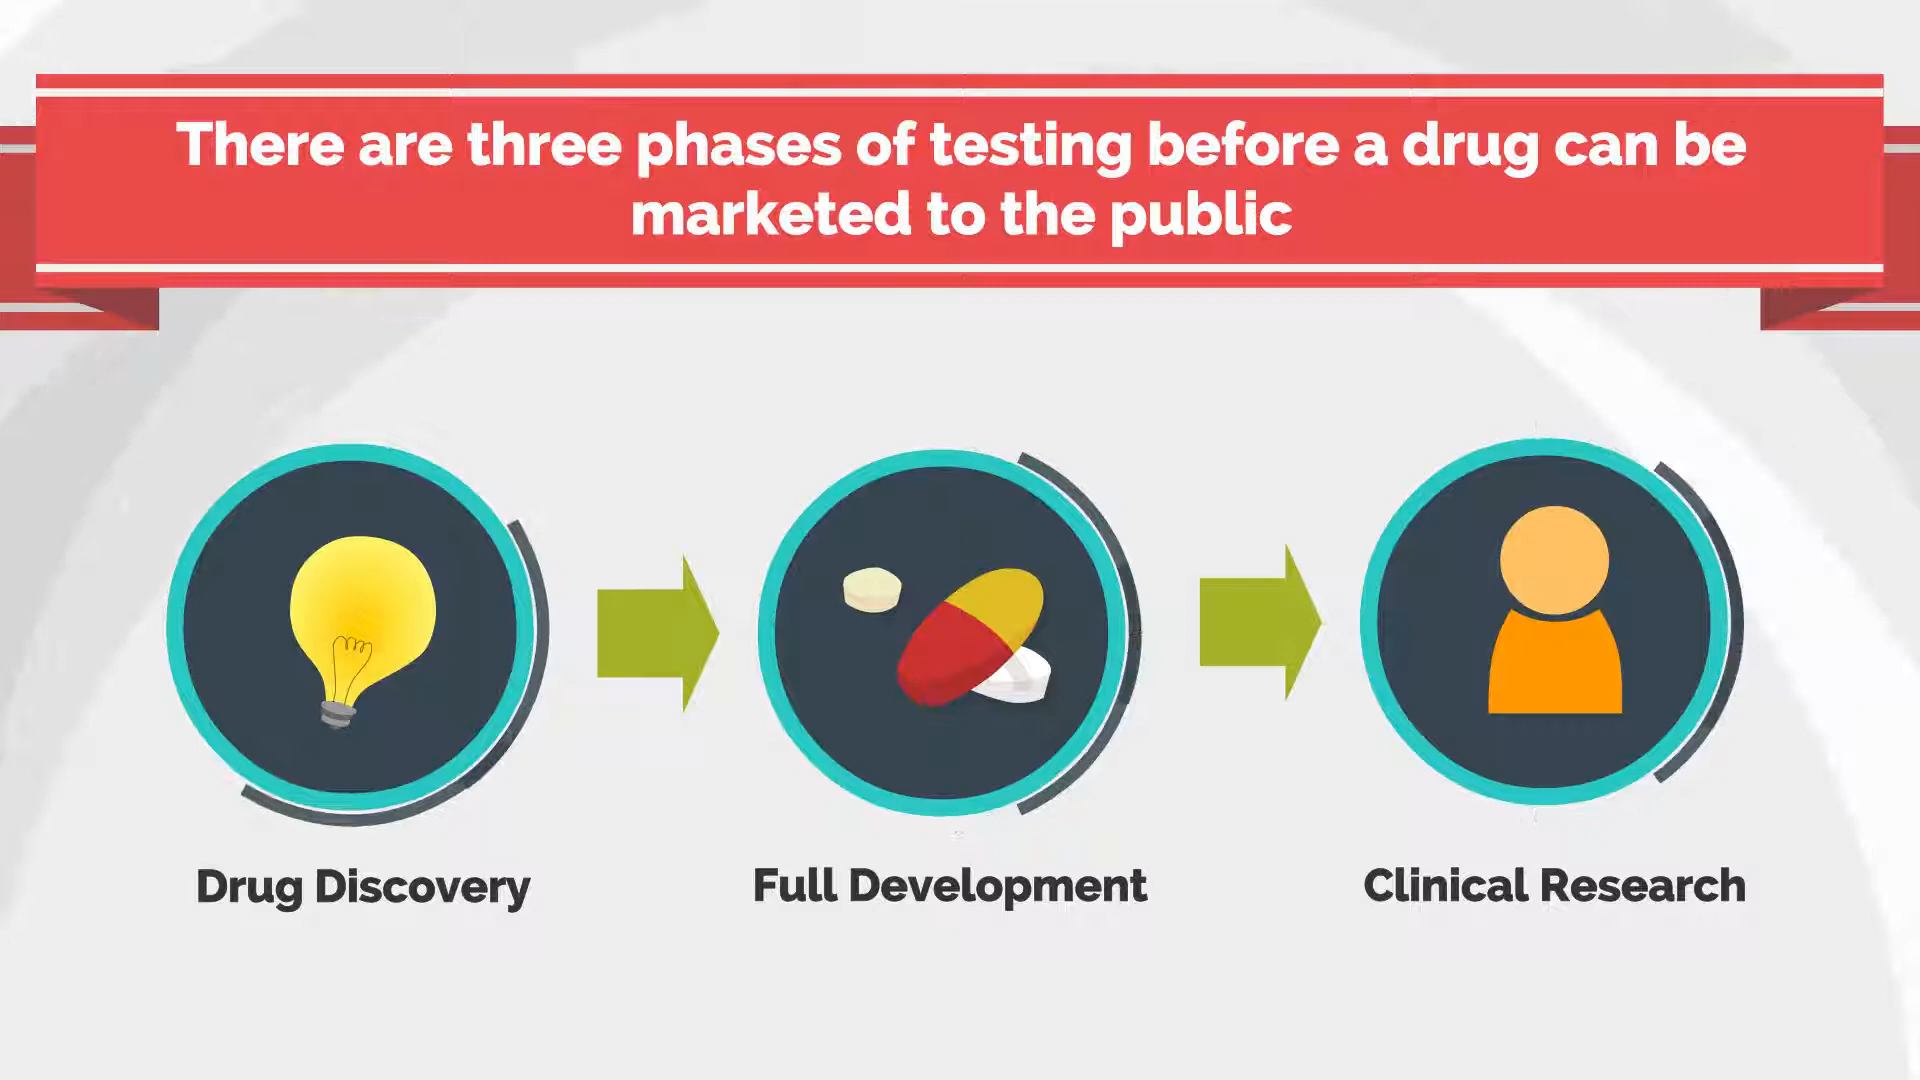 There are three phases of testing before a drug can be
marketed to the public
Drug Discovery
Full Development
Clinical Research